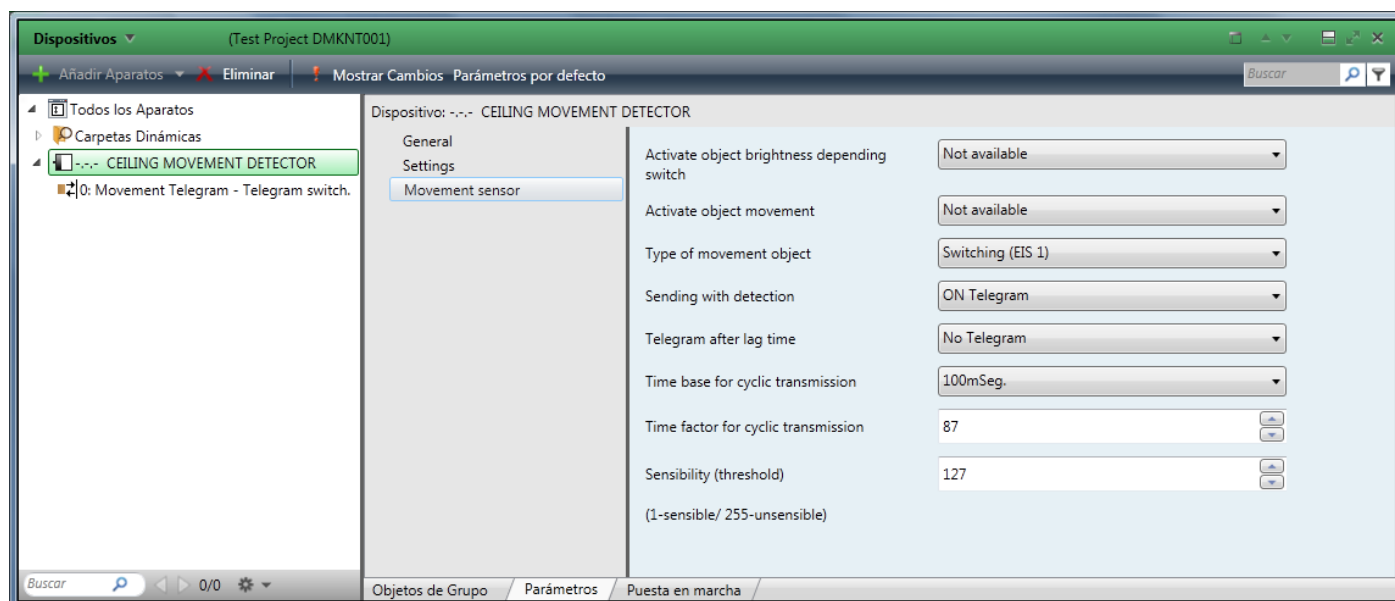 Dispositivos (Test Project DMKNT001)
Añadir Aparatos Eliminar Mostrar Cambios Parámetros por defecto Buscar
Todos los Aparatos
Carpetas Dinámicas
-.-.- CEILING MOVEMENT DETECTOR
0: Movement Telegram - Telegram switch.
Dispositivo: -.-.- CEILING MOVEMENT DETECTOR
General
Settings
Movement sensor
Activate object brightness depending
switch
Not available
Activate object movement Not available
Type of movement object Switching (EIS 1)
Sending with detection ON Telegram
Telegram after lag time No Telegram
Time base for cyclic transmission 100mSeg.
Time factor for cyclic transmission 87
Sensibility (threshold) 127
(1-sensible/ 255-unsensible)
Buscar 0/0
Objetos de Grupo Parámetros Puesta en marcha